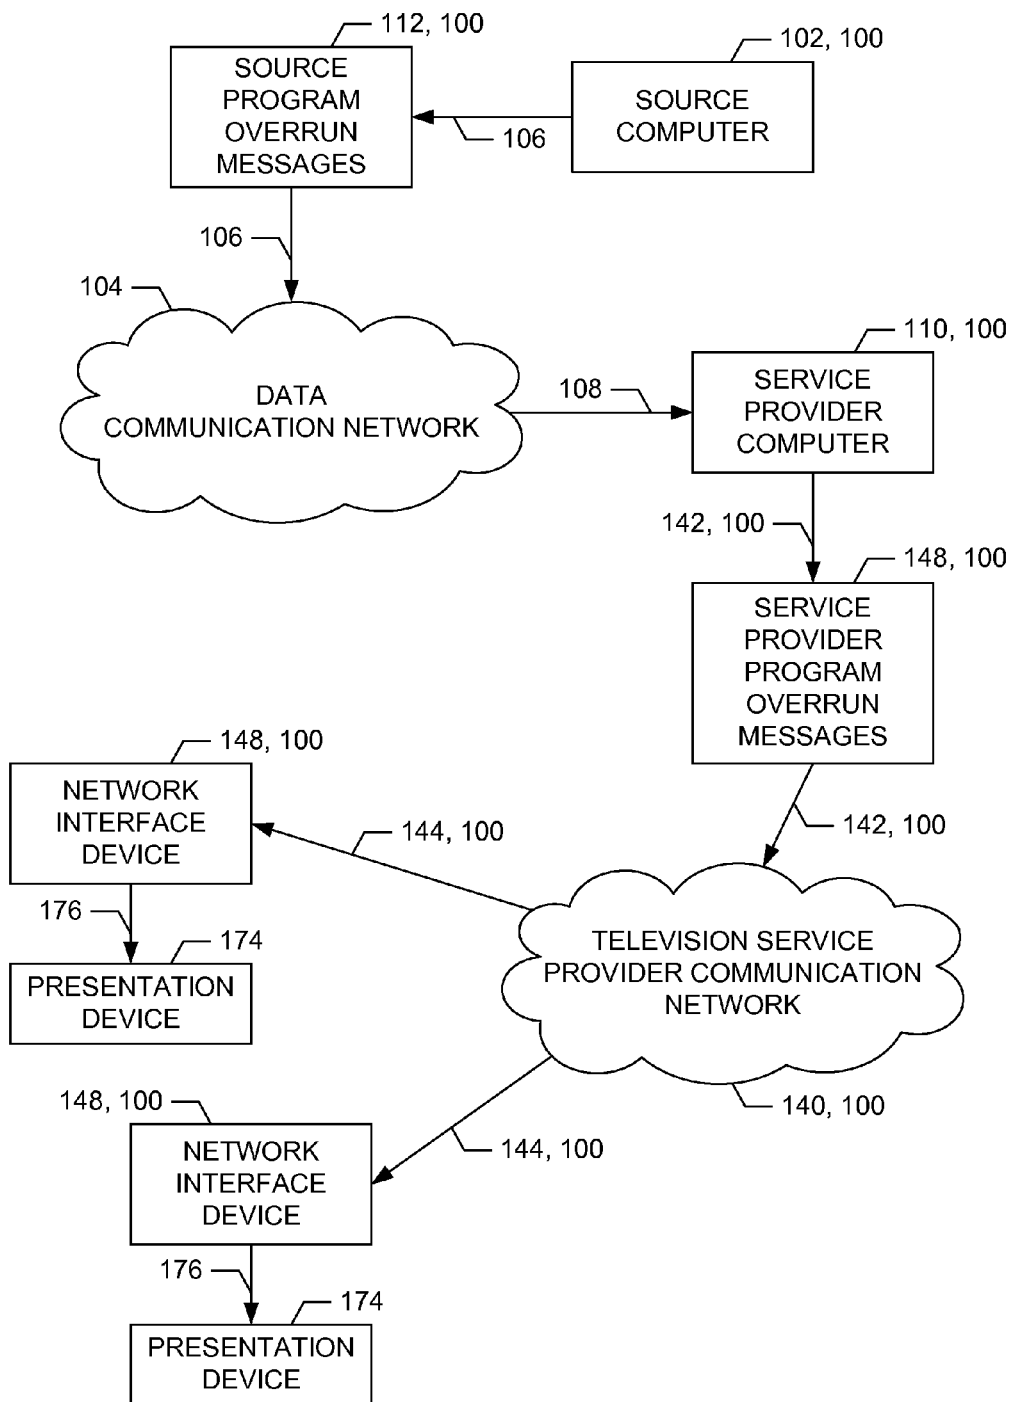 112, 100
102, 100
SOURCE
PROGRAM
OVERRUN
MESSAGES
SOURCE
COMPUTER
106
106
104
DATA
COMMUNICATION NETWORK
108
110, 100
SERVICE
PROVIDER
COMPUTER
142, 100
148, 100
SERVICE
PROVIDER
PROGRAM
OVERRUN
MESSAGES
142, 100
148, 100
NETWORK
INTERFACE
DEVICE
144, 100
176
174
PRESENTATION
DEVICE
TELEVISION SERVICE
PROVIDER COMMUNICATION
NETWORK
140, 100
148, 100
NETWORK
INTERFACE
DEVICE
144, 100
176
174
PRESENTATION
DEVICE